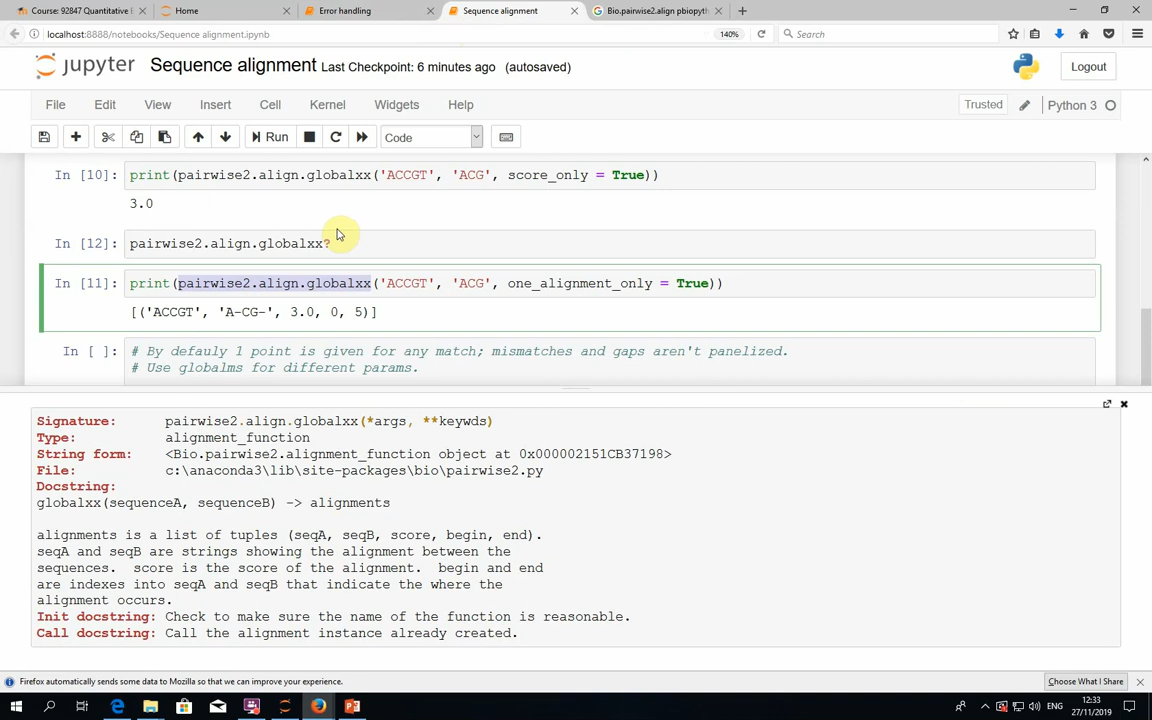 Course: 92847 Quantitative B
Home
Error handling
Sequence alignment
Bio.pairwise2.align pbiopyth
localhost:8888/notebooks/Sequence alignment.ipynb
140%
Search
jupyter Sequence alignment Last Checkpoint: 6 minutes ago (autosaved)
Logout
File Edit View Insert Cell Kernel Widgets Help
Trusted
Python 3
Run
Code
In [10]: print(pairwise2.align.globalxx('ACCGT', 'ACG', score_only = True))
3.0
In [12]: pairwise2.align.globalxx?
In [11]: print(pairwise2.align.globalxx('ACCGT', 'ACG', one_alignment_only = True))
[('ACCGT', 'A-CG-', 3.0, 0, 5)]
In [ ]: # By defauly 1 point is given for any match; mismatches and gaps aren't panelized.
# Use globalms for different params.
Signature: pairwise2.align.globalxx(*args, **keywds)
Type: alignment_function
String form: <Bio.pairwise2.alignment_function object at 0x000002151CB37198>
File: c:\anaconda3\lib\site-packages\bio\pairwise2.py
Docstring:
globalxx(sequenceA, sequenceB) -> alignments
alignments is a list of tuples (seqA, seqB, score, begin, end).
seqA and seqB are strings showing the alignment between the
sequences. score is the score of the alignment. begin and end
are indexes into seqA and seqB that indicate the where the
alignment occurs.
Init docstring: Check to make sure the name of the function is reasonable.
Call docstring: Call the alignment instance already created.
Firefox automatically sends some data to Mozilla so that we can improve your experience.
Choose What I Share
ENG
12:33
27/11/2019